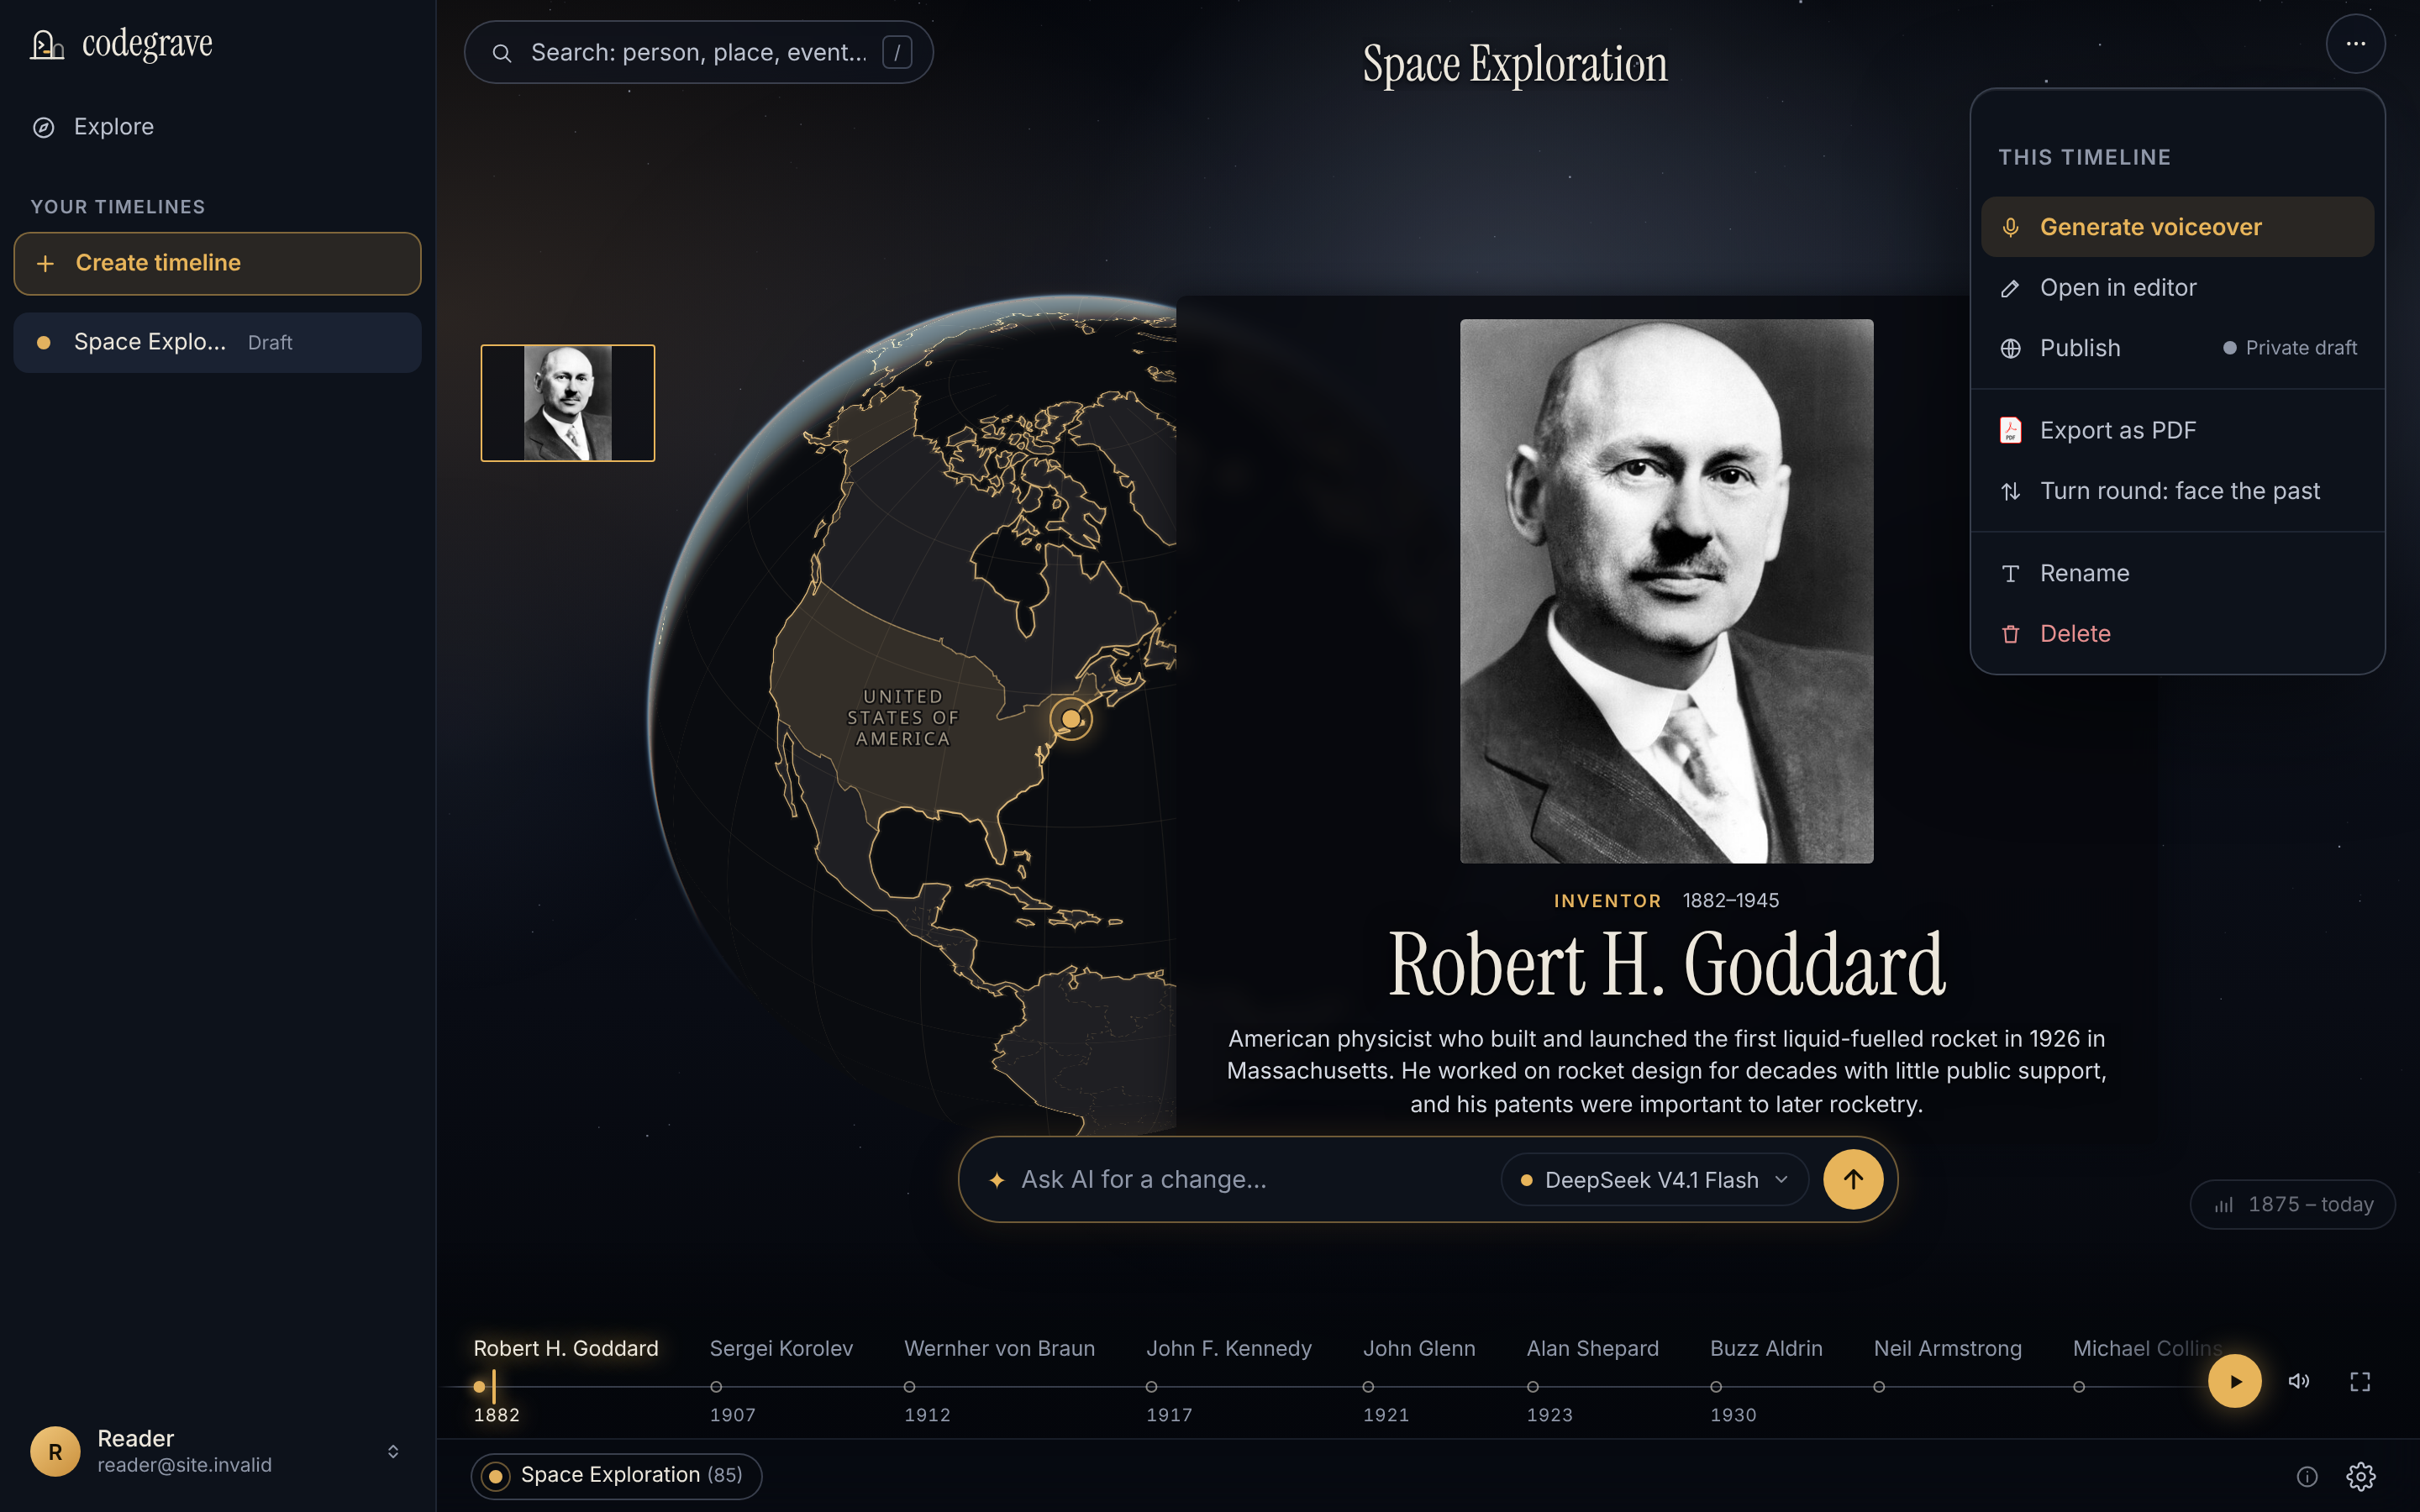 codegrave
Explore
YOUR TIMELINES
Create timeline
Space Explo... Draft
Reader
R
reader@site.invalid
Search: person, place, event... /
Space Exploration
THIS TIMELINE
Generate voiceover
Open in editor
Publish Private draft
PDF
Export as PDF
Turn round: face the past
Rename
Delete
UNITED
STATES OF
AMERICA
INVENTOR 1882–1945
Robert H. Goddard
American physicist who built and launched the first liquid-fuelled rocket in 1926 in
Massachusetts. He worked on rocket design for decades with little public support,
and his patents were important to later rocketry.
Ask AI for a change... DeepSeek V4.1 Flash
1875 – today
Robert H. Goddard Sergei Korolev Wernher von Braun John F. Kennedy John Glenn Alan Shepard Buzz Aldrin Neil Armstrong Michael Collins
1882 1907 1912 1917 1921 1923 1930
Space Exploration (85)